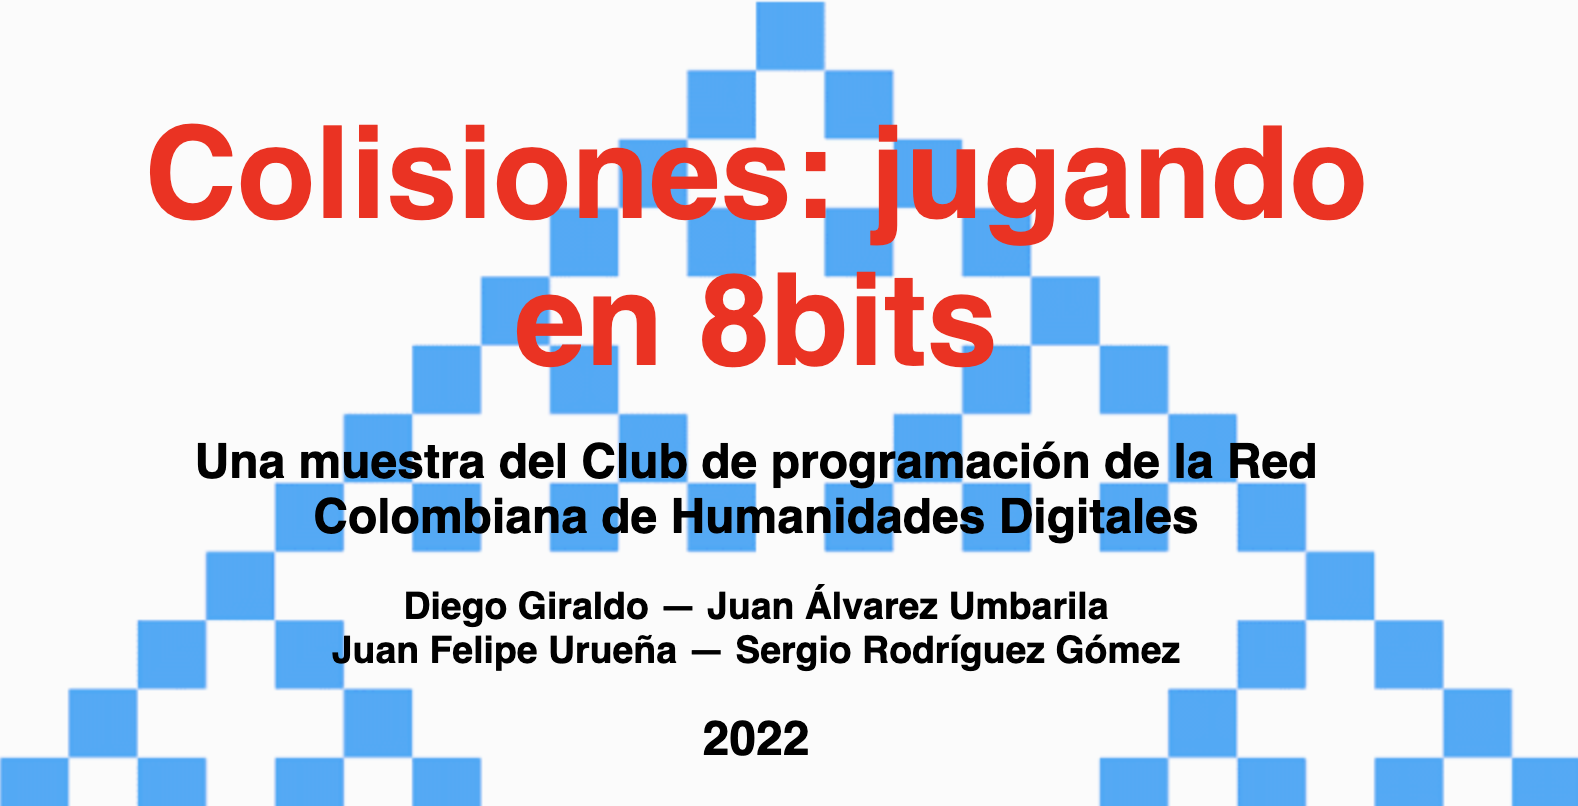 Colisiones: jugando
en 8bits
Una muestra del Club de programación de la Red
Colombiana de Humanidades Digitales
Diego Giraldo — Juan Álvarez Umbarila
Juan Felipe Urueña — Sergio Rodríguez Gómez
2022